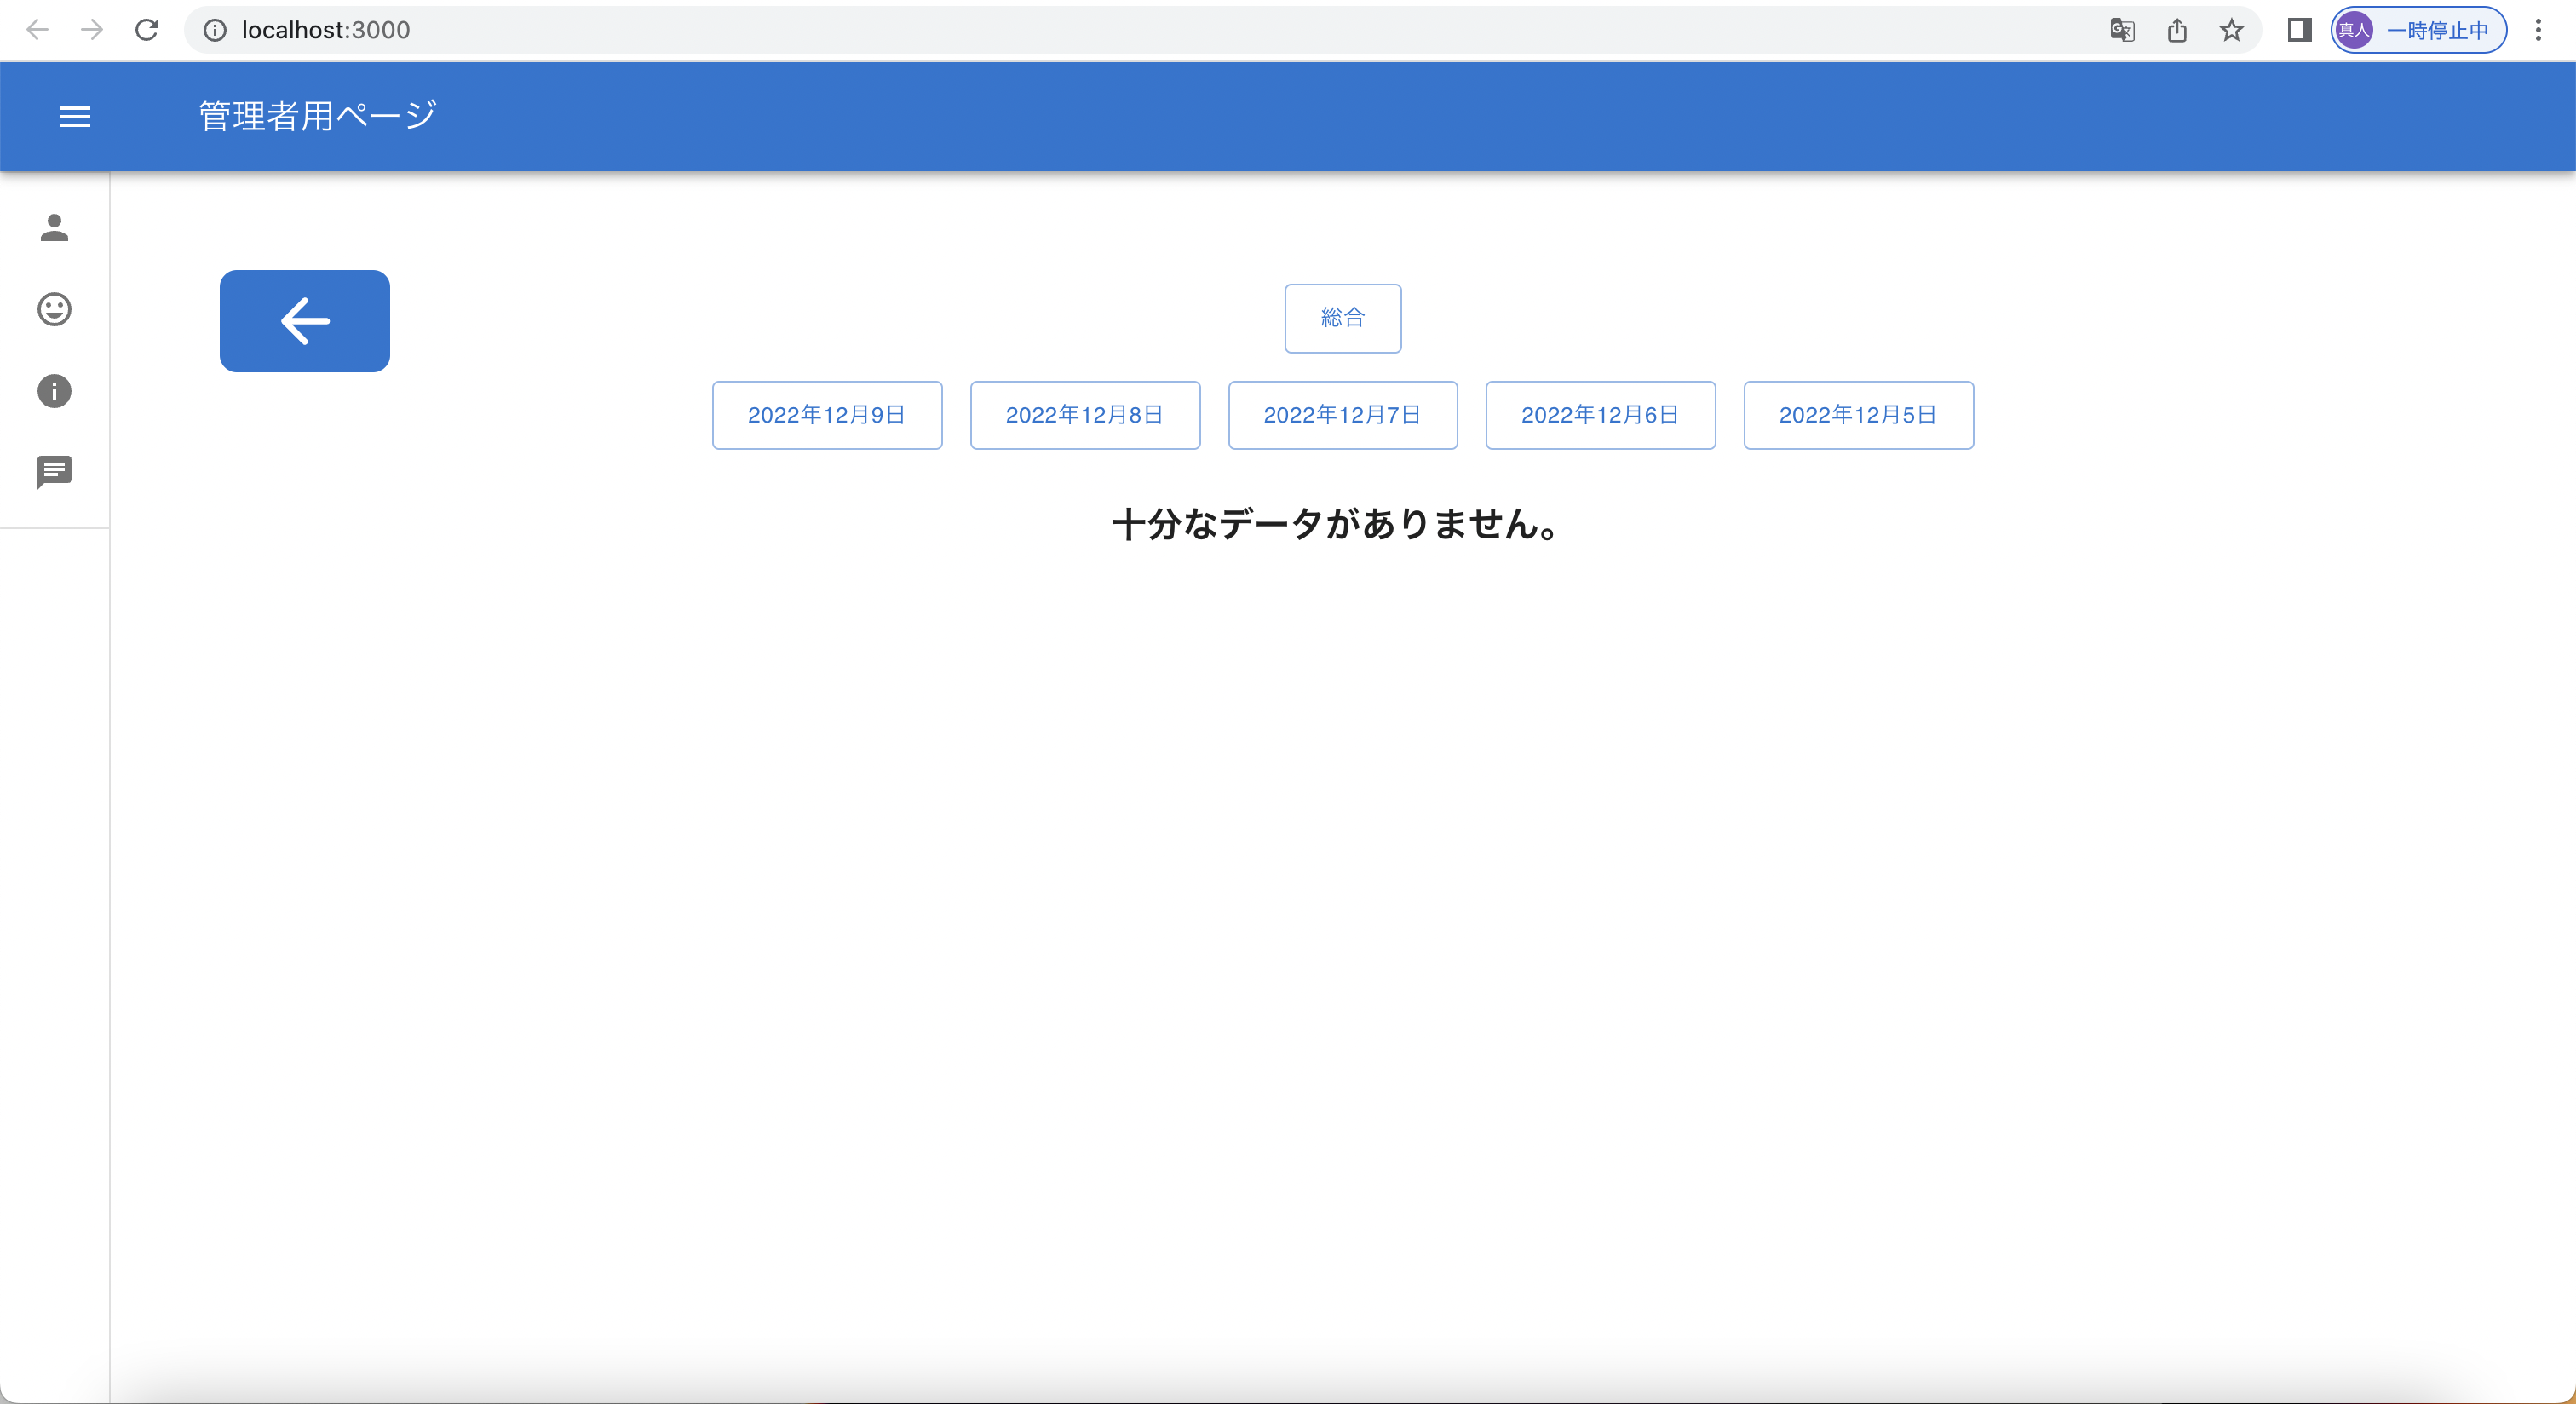 localhost:3000
真人 一時停止中
管理者用ページ
総合
2022年12月9日 2022年12月8日 2022年12月7日 2022年12月6日 2022年12月5日
十分なデータがありません。